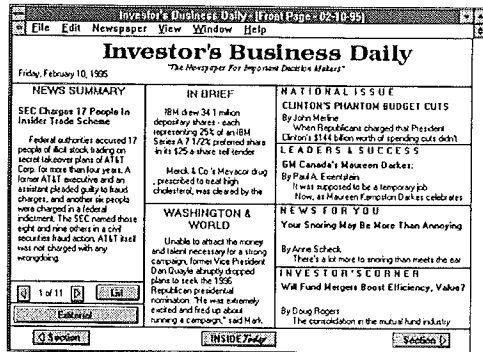 Investor's Business Daily - [Front Page - 02-10-95]
File Edit Newspaper View Window Help
Investor's Business Daily
"The Newspaper For Important Decision Makers"
Friday, February 10, 1995
NEWS SUMMARY
SEC Charges 17 People In
Insider Trade Scheme
Federal authorities accused 17
people of illicit stock trading on
secret takeover plans of AT&T
Corp. for more than four years. A
former AT&T executive and an
assistant pleaded guilty to fraud
charges, and another six people
were charged in a federal
indictment. The SEC named those
eight and nine others in a civil
securities fraud action. AT&T itself
was not charged with any
wrongdoing.
1 of 11
List
Editorial
IN BRIEF
IBM drew 34.1 million
depositary shares - each
representing 25% of an IBM
Series A 7 1/2% preferred share
in its $25-a-share self-tender
Merck & Co.'s Mevacor drug
, prescribed to treat high
cholesterol, was cleared by the
WASHINGTON &
WORLD
Unable to attract the money
and talent necessary for a strong
campaign, former Vice President
Dan Quayle abruptly dropped
plans to seek the 1996
Republican presidential
nomination. "He was extremely
excited and fired up about
running a campaign," said Mark
NATIONAL ISSUE
CLINTON'S PHANTOM BUDGET CUTS
By John Merline
When Republicans charged that President
Clinton's $144 billion worth of spending cuts didn't
LEADERS & SUCCESS
GM Canada's Maureen Darkes:
By Paul A. Eisenstein
It was supposed to be a temporary job.
Now, as Maureen Kempston Darkes celebrates
NEWS FOR YOU
Your Snoring May Be More Than Annoying
By Anne Scheck
There's a lot more to snoring than meets the ear
INVESTOR'S CORNER
Will Fund Mergers Boost Efficiency, Value?
By Doug Rogers
The consolidation in the mutual fund industry
Section
INSIDE Today
Section